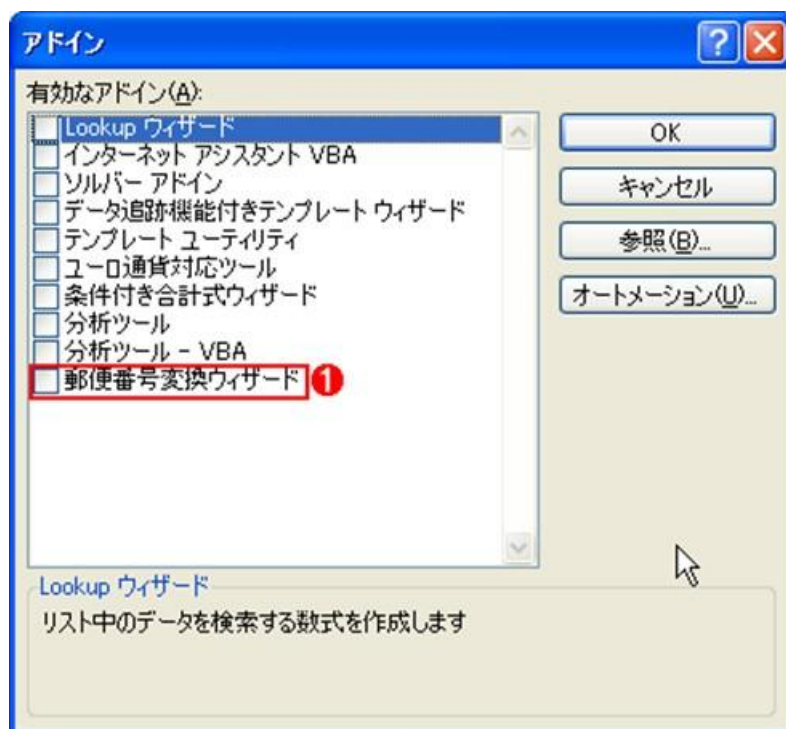 アドイン
有効なアドイン(A):
Lookup ウィザード
インターネット アシスタント VBA
ソルバー アドイン
データ追跡機能付きテンプレート ウィザード
テンプレート ユーティリティ
ユーロ通貨対応ツール
条件付き合計式ウィザード
分析ツール
分析ツール - VBA
郵便番号変換ウィザード
1
OK
キャンセル
参照(B)...
オートメーション(U)...
Lookup ウィザード
リスト中のデータを検索する数式を作成します